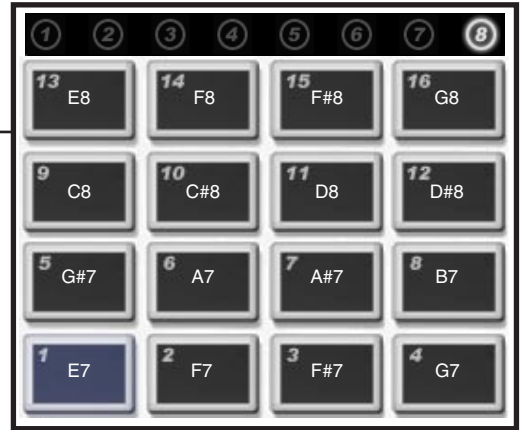 1 2 3 4 5 6 7 8
13 E8 14 F8 15 F#8 16 G8
9 C8 10 C#8 11 D8 12 D#8
5 G#7 6 A7 7 A#7 8 B7
1 E7 2 F7 3 F#7 4 G7